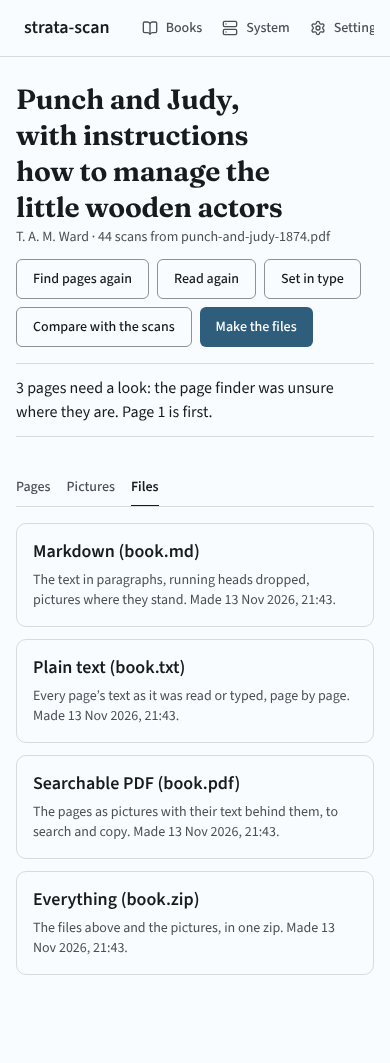 strata-scan
Books
System
Setting
Punch and Judy,
with instructions
how to manage the
little wooden actors
T. A. M. Ward · 44 scans from punch-and-judy-1874.pdf
Find pages again
Read again
Set in type
Compare with the scans
Make the files
3 pages need a look: the page finder was unsure
where they are. Page 1 is first.
Pages
Pictures
Files
Markdown (book.md)
The text in paragraphs, running heads dropped,
pictures where they stand. Made 13 Nov 2026, 21:43.
Plain text (book.txt)
Every page’s text as it was read or typed, page by page.
Made 13 Nov 2026, 21:43.
Searchable PDF (book.pdf)
The pages as pictures with their text behind them, to
search and copy. Made 13 Nov 2026, 21:43.
Everything (book.zip)
The files above and the pictures, in one zip. Made 13
Nov 2026, 21:43.